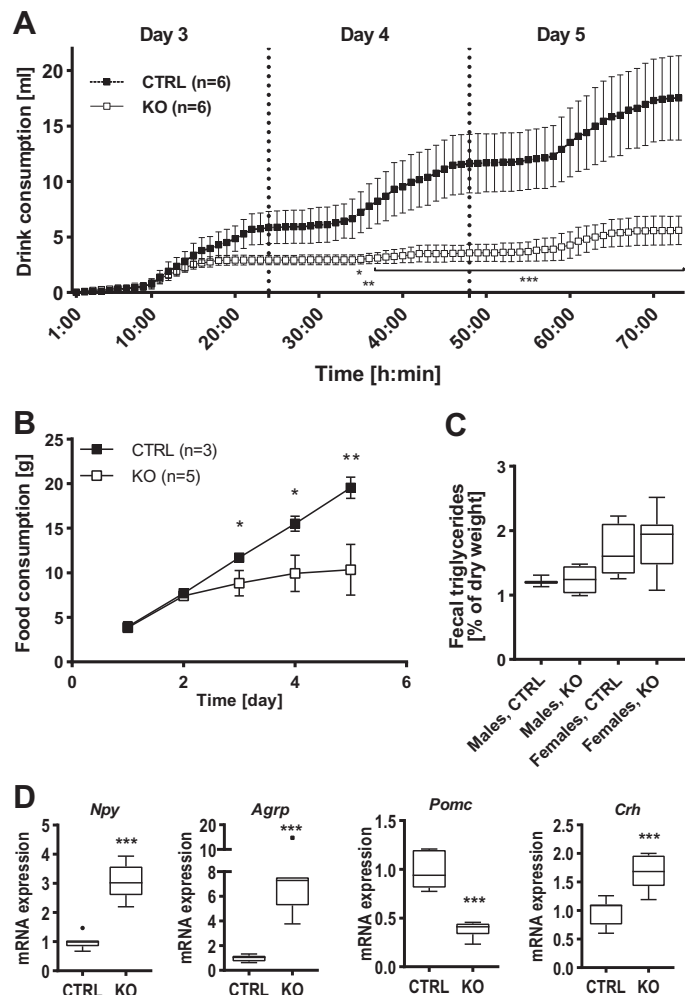 A
Day 3 Day 4 Day 5
Drink consumption [ml]
20
15
10
5
0
CTRL (n=6)
KO (n=6)
*
**
***
1:00 10:00 20:00 30:00 40:00 50:00 60:00 70:00
Time [h:min]
B
Food consumption [g]
25
20
15
10
5
0
CTRL (n=3)
KO (n=5)
* * **
0 2 4 6
Time [day]
C
Fecal triglycerides
[% of dry weight]
3
2
1
0
Males, CTRL
Males, KO
Females, CTRL
Females, KO
D
Npy
mRNA expression
5
4
3
2
1
0
***
CTRL KO
Agrp
mRNA expression
20
10
8
6
4
2
0
***
CTRL KO
Pomc
mRNA expression
1.5
1.0
0.5
0.0
***
CTRL KO
Crh
mRNA expression
2.5
2.0
1.5
1.0
0.5
0.0
***
CTRL KO